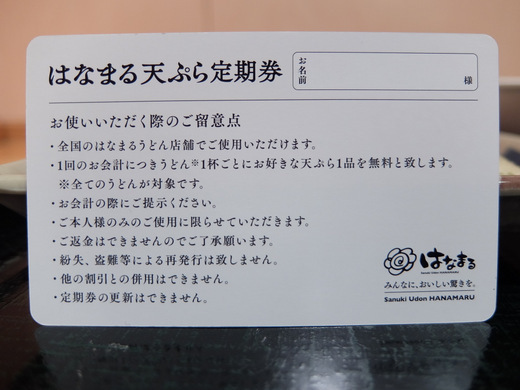 はなまる天ぷら定期券
お名前
様
お使いいただく際のご留意点
・全国のはなまるうどん店舗でご使用いただけます。
・1回のお会計につきうどん※1杯ごとにお好きな天ぷら1品を無料と致します。
※全てのうどんが対象です。
・お会計の際にご提示ください。
・ご本人様のみのご使用に限らせていただきます。
・ご返金はできませんのでご了承願います。
・紛失、盗難等による再発行は致しません。
・他の割引との併用はできません。
・定期券の更新はできません。
はなまる
Sanuki Udon HANAMARU
みんなに、おいしい驚きを。
Sanuki Udon HANAMARU